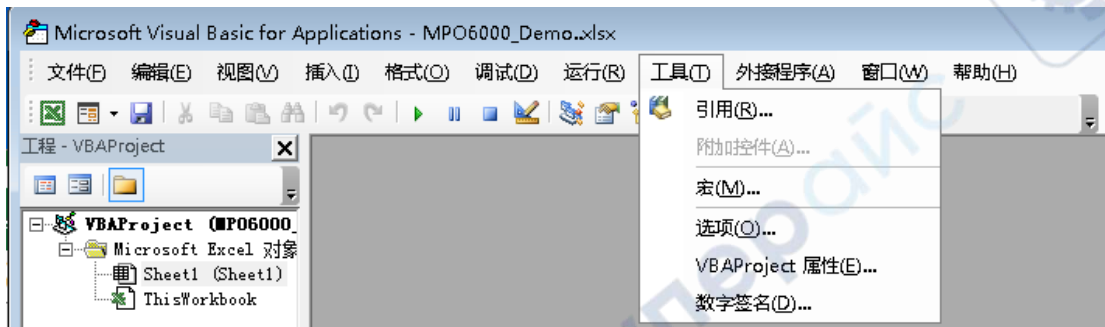 Microsoft Visual Basic for Applications - MPO6000_Demo..xlsx
文件(F) 编辑(E) 视图(V) 插入(I) 格式(O) 调试(D) 运行(R) 工具(T) 外接程序(A) 窗口(W) 帮助(H)
引用(R)...
工程 - VBAProject
附加控件(A)...
宏(M)...
VBAProject (MPO6000_
选项(O)...
Microsoft Excel 对象
VBAProject 属性(E)...
Sheet1 (Sheet1)
ThisWorkbook
数字签名(D)...